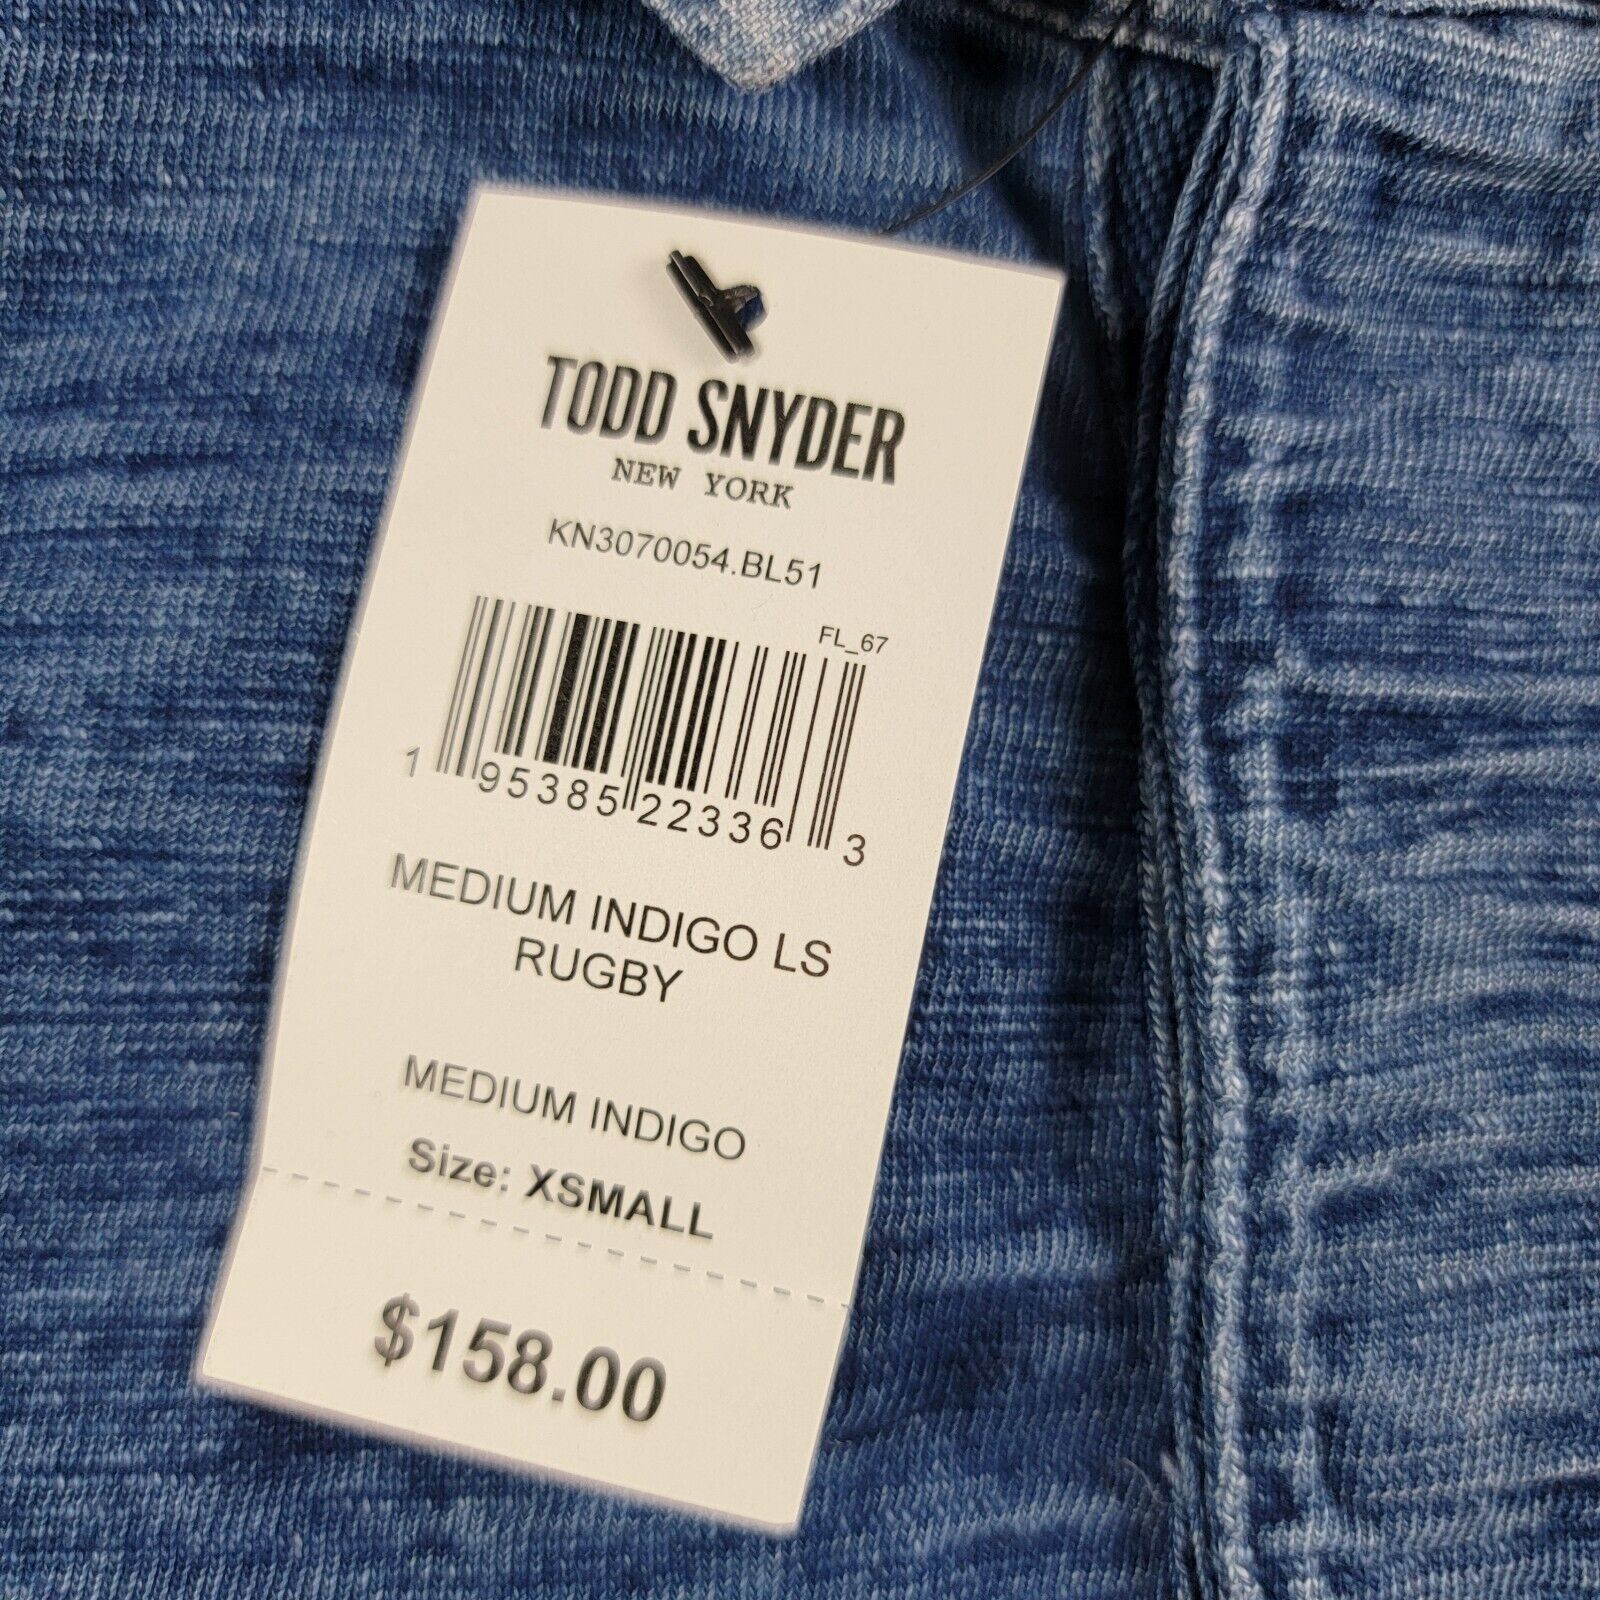 TODD SNYDER
NEW YORK
KN3070054.BL51
FL_67
1 95385 22336 3
MEDIUM INDIGO LS
RUGBY
MEDIUM INDIGO
Size: XSMALL
$158.00